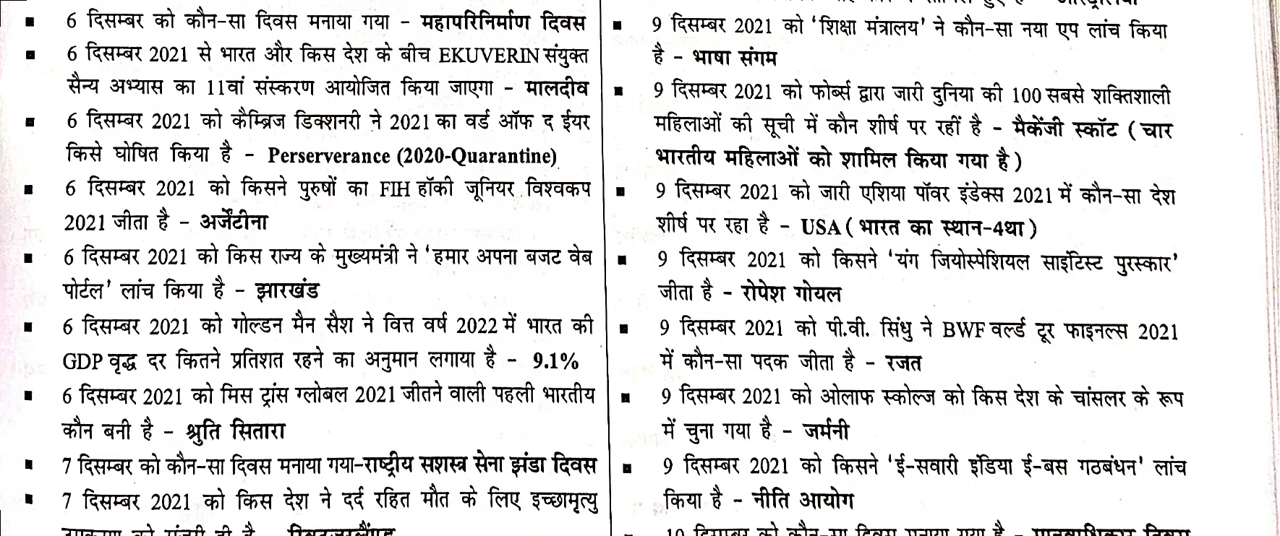 ▪ 6 दिसम्बर को कौन-सा दिवस मनाया गया - महापरिनिर्माण दिवस
▪ 6 दिसम्बर 2021 से भारत और किस देश के बीच EKUVERIN संयुक्त
सैन्य अभ्यास का 11वां संस्करण आयोजित किया जाएगा - मालदीव
▪ 6 दिसम्बर 2021 को कैम्ब्रिज डिक्शनरी ने 2021 का वर्ड ऑफ द ईयर
किसे घोषित किया है - Perserverance (2020-Quarantine)
▪ 6 दिसम्बर 2021 को किसने पुरुषों का FIH हॉकी जूनियर विश्वकप
2021 जीता है - अर्जेंटीना
▪ 6 दिसम्बर 2021 को किस राज्य के मुख्यमंत्री ने 'हमार अपना बजट वेब
पोर्टल' लांच किया है - झारखंड
▪ 6 दिसम्बर 2021 को गोल्डन मैन सैश ने वित्त वर्ष 2022 में भारत की
GDP वृद्ध दर कितने प्रतिशत रहने का अनुमान लगाया है - 9.1%
▪ 6 दिसम्बर 2021 को मिस ट्रांस ग्लोबल 2021 जीतने वाली पहली भारतीय
कौन बनी है - श्रुति सितारा
▪ 7 दिसम्बर को कौन-सा दिवस मनाया गया-राष्ट्रीय सशस्त्र सेना झंडा दिवस
▪ 7 दिसम्बर 2021 को किस देश ने दर्द रहित मौत के लिए इच्छामृत्यु
▪ 9 दिसम्बर 2021 को 'शिक्षा मंत्रालय' ने कौन-सा नया एप लांच किया
है - भाषा संगम
▪ 9 दिसम्बर 2021 को फोर्ब्स द्वारा जारी दुनिया की 100 सबसे शक्तिशाली
महिलाओं की सूची में कौन शीर्ष पर रहीं है - मैकेंजी स्कॉट (चार
भारतीय महिलाओं को शामिल किया गया है)
▪ 9 दिसम्बर 2021 को जारी एशिया पॉवर इंडेक्स 2021 में कौन-सा देश
शीर्ष पर रहा है - USA (भारत का स्थान-4था)
▪ 9 दिसम्बर 2021 को किसने 'यंग जियोस्पेशियल साइंटिस्ट पुरस्कार'
जीता है - रोपेश गोयल
▪ 9 दिसम्बर 2021 को पी.वी. सिंधु ने BWF वर्ल्ड टूर फाइनल्स 2021
में कौन-सा पदक जीता है - रजत
▪ 9 दिसम्बर 2021 को ओलाफ स्कोल्ज को किस देश के चांसलर के रूप
में चुना गया है - जर्मनी
▪ 9 दिसम्बर 2021 को किसने 'ई-सवारी इंडिया ई-बस गठबंधन' लांच
किया है - नीति आयोग